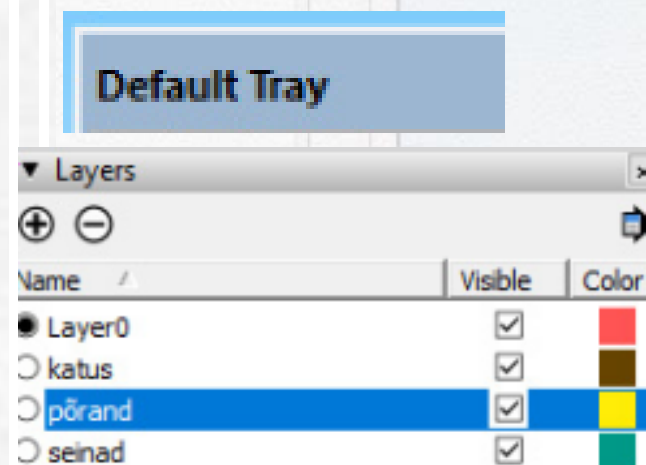 Default Tray
Layers
Name Visible Color
Layer0
katus
põrand
seinad